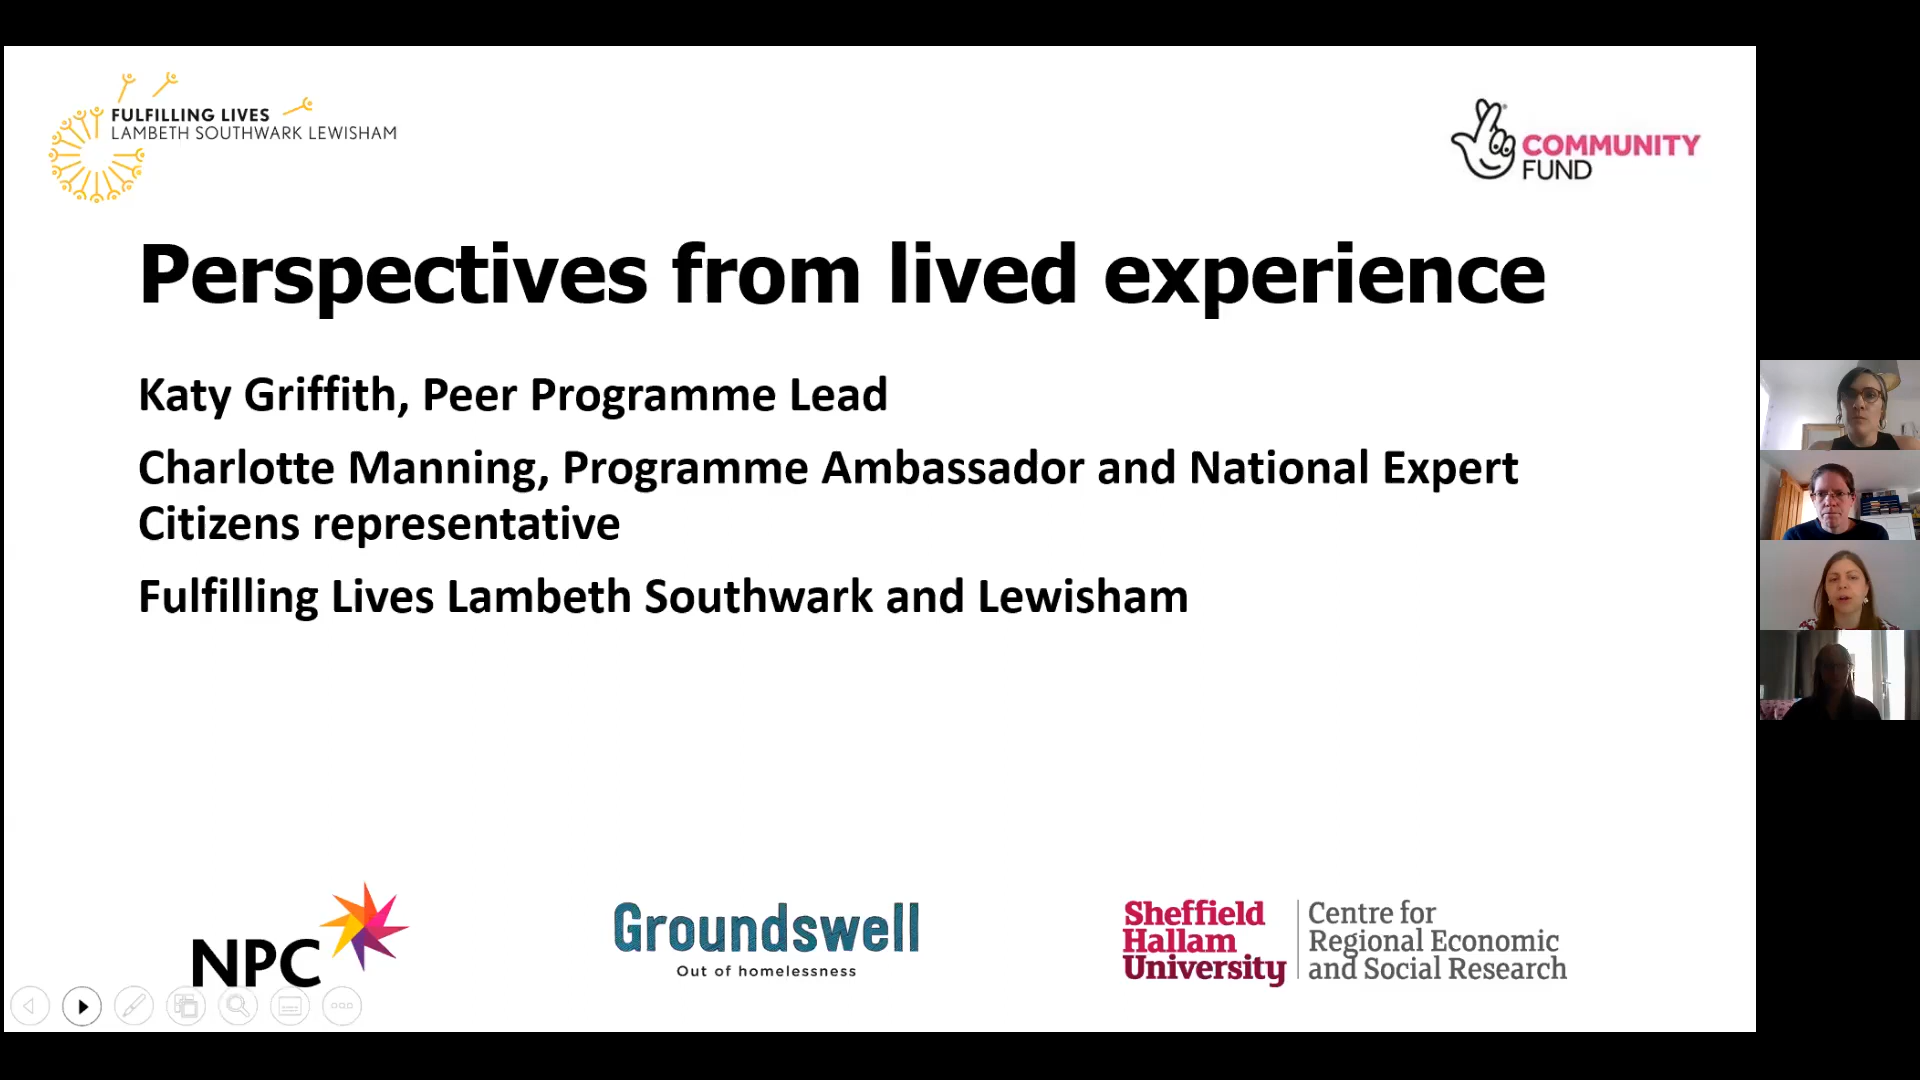 FULFILLING LIVES
LAMBETH SOUTHWARK LEWISHAM
COMMUNITY
FUND
Perspectives from lived experience
Katy Griffith, Peer Programme Lead
Charlotte Manning, Programme Ambassador and National Expert
Citizens representative
Fulfilling Lives Lambeth Southwark and Lewisham
NPC
Groundswell
Out of homelessness
Sheffield
Hallam
University
Centre for
Regional Economic
and Social Research